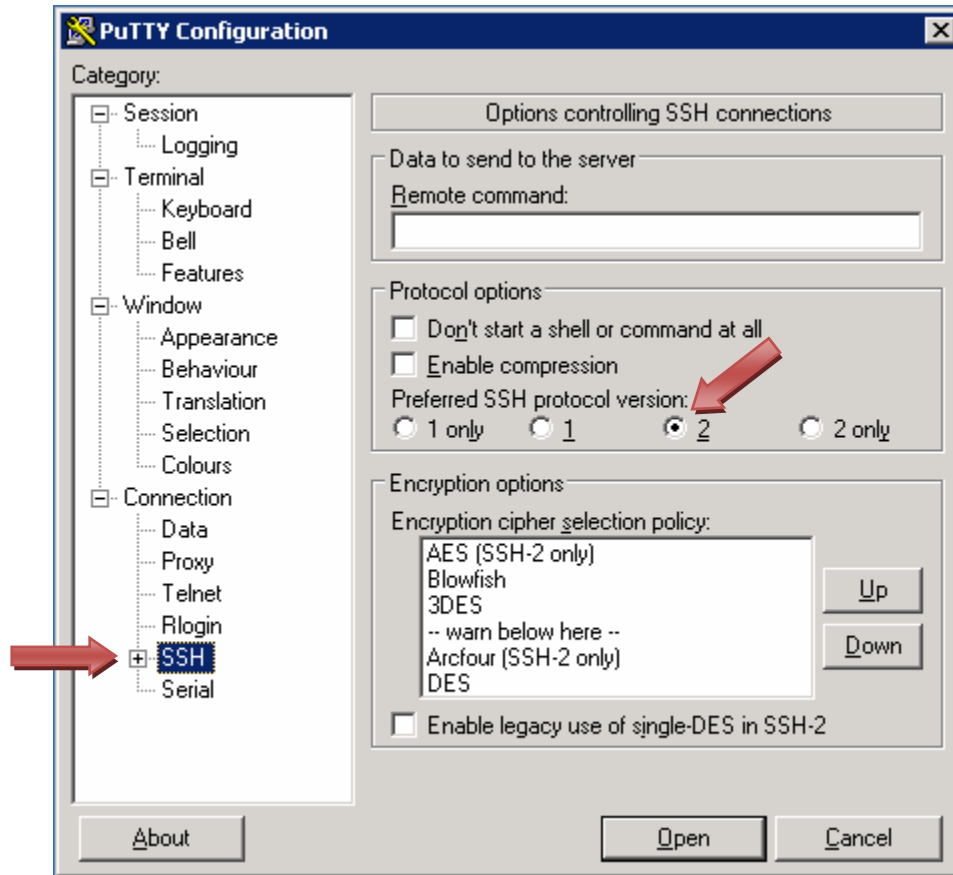 PuTTY Configuration
Category:
Session
Logging
Terminal
Keyboard
Bell
Features
Window
Appearance
Behaviour
Translation
Selection
Colours
Connection
Data
Proxy
Telnet
Rlogin
SSH
Serial
Options controlling SSH connections
Data to send to the server
Remote command:
Protocol options
Don't start a shell or command at all
Enable compression
Preferred SSH protocol version:
1 only 1 2 2 only
Encryption options
Encryption cipher selection policy:
AES (SSH-2 only)
Blowfish
3DES
-- warn below here --
Arcfour (SSH-2 only)
DES
Up
Down
Enable legacy use of single-DES in SSH-2
About Open Cancel